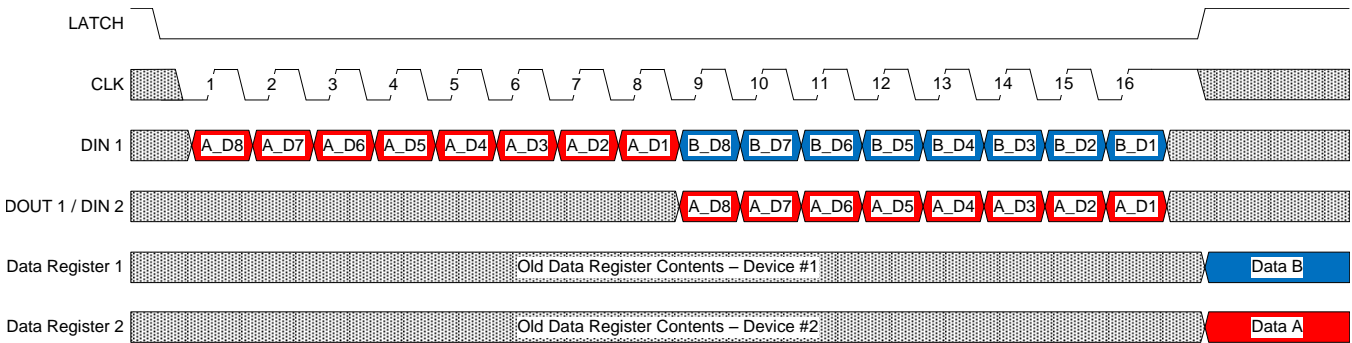 LATCH
CLK 1 2 3 4 5 6 7 8 9 10 11 12 13 14 15 16
DIN 1 A_D8 A_D7 A_D6 A_D5 A_D4 A_D3 A_D2 A_D1 B_D8 B_D7 B_D6 B_D5 B_D4 B_D3 B_D2 B_D1
DOUT 1 / DIN 2 A_D8 A_D7 A_D6 A_D5 A_D4 A_D3 A_D2 A_D1
Data Register 1 Old Data Register Contents – Device #1 Data B
Data Register 2 Old Data Register Contents – Device #2 Data A